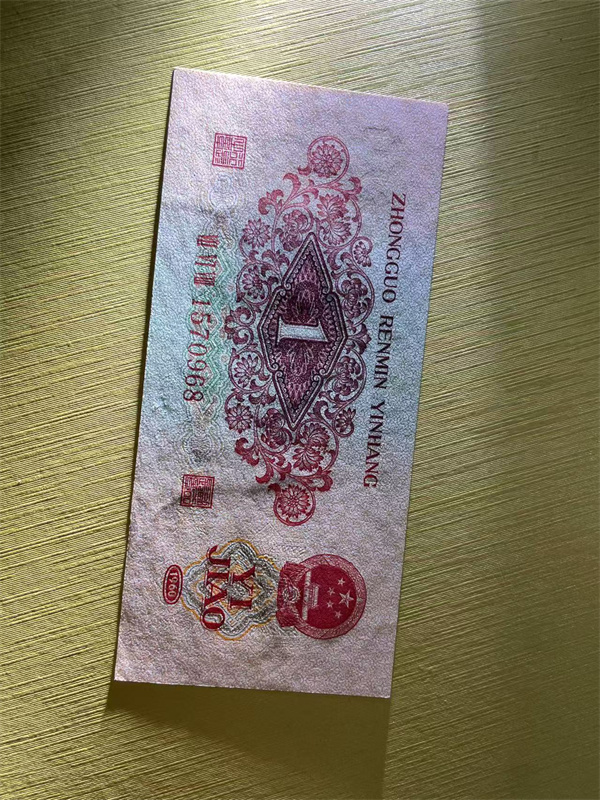 ZHONGGUO RENMIN YINHANG
1
1570968
YI
JIAO
1960